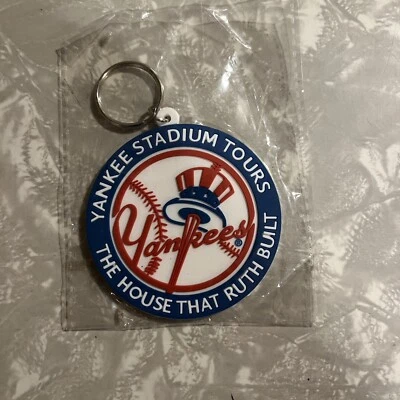 YANKEE STADIUM TOURS
Yankees®
THE HOUSE THAT RUTH BUILT